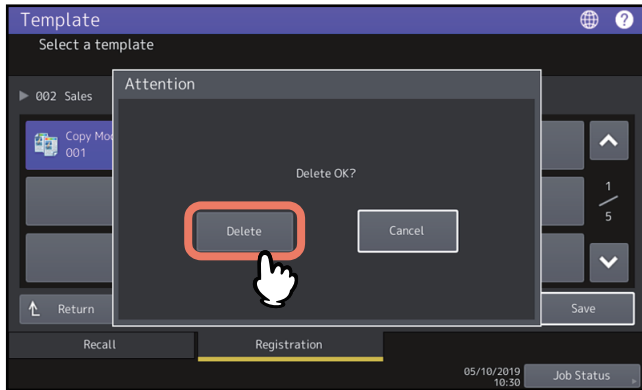 Template
?
Select a template
002 Sales
Attention
Copy Mo
001
Delete OK?
1
5
Delete
Cancel
Return
Save
Recall
Registration
05/10/2019
10:30
Job Status